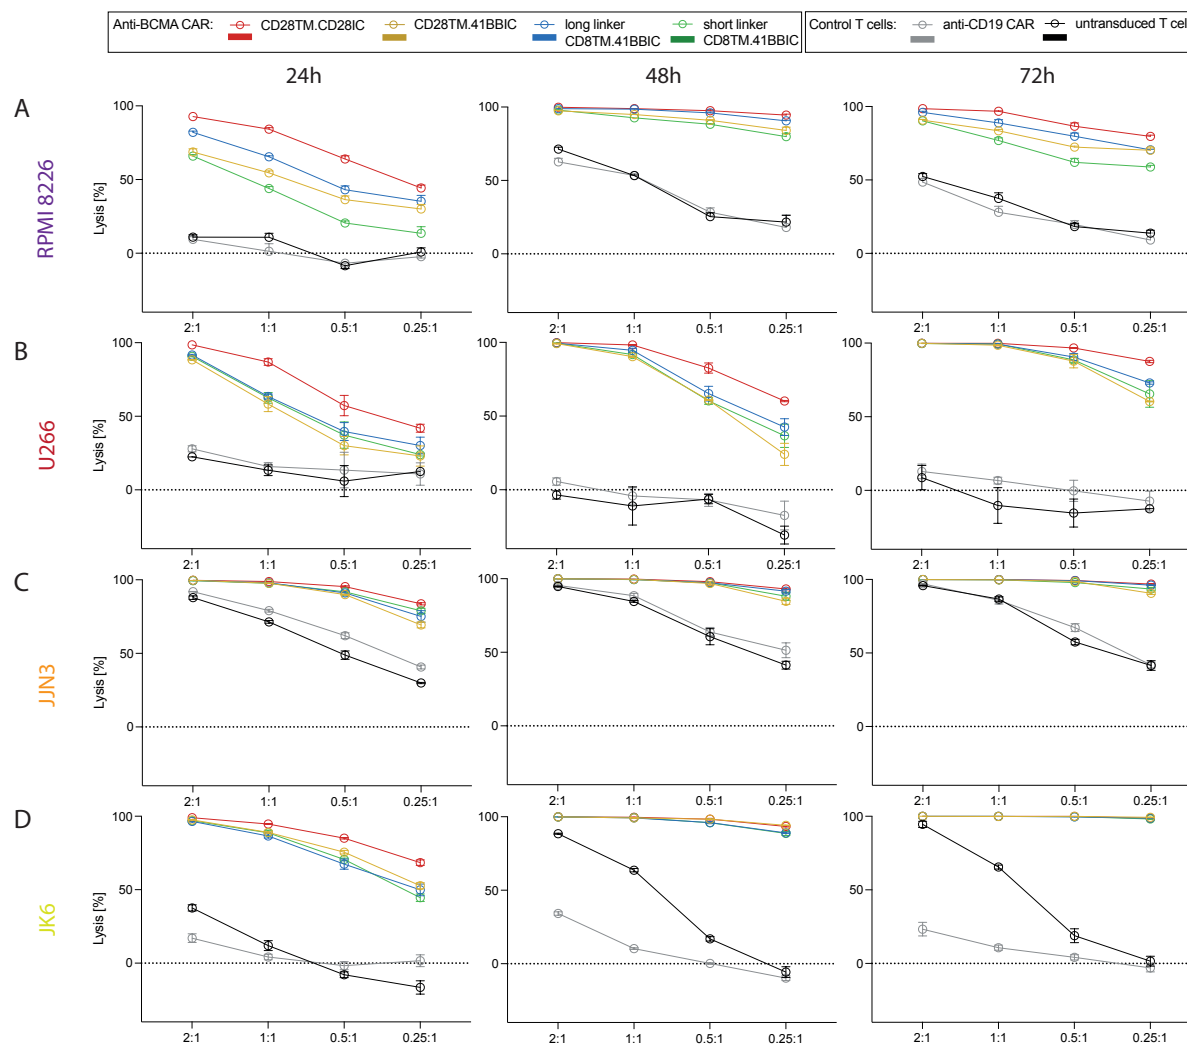 Anti-BCMA CAR: CD28TM.CD28IC CD28TM.41BBIC long linker short linker Control T cells: anti-CD19 CAR untransduced T cel
CD8TM.41BBIC CD8TM.41BBIC
24h 48h 72h
A
RPMI 8226
Lysis [%]
100 100 100
50 50 50
0 0 0
2:1 1:1 0.5:1 0.25:1 2:1 1:1 0.5:1 0.25:1 2:1 1:1 0.5:1 0.25:1
B
U266
Lysis [%]
100 100 100
50 50 50
0 0 0
2:1 1:1 0.5:1 0.25:1 2:1 1:1 0.5:1 0.25:1 2:1 1:1 0.5:1 0.25:1
C
JJN3
Lysis [%]
100 100 100
50 50 50
0 0 0
2:1 1:1 0.5:1 0.25:1 2:1 1:1 0.5:1 0.25:1 2:1 1:1 0.5:1 0.25:1
D
JK6
Lysis [%]
100 100 100
50 50 50
0 0 0
2:1 1:1 0.5:1 0.25:1 2:1 1:1 0.5:1 0.25:1 2:1 1:1 0.5:1 0.25:1